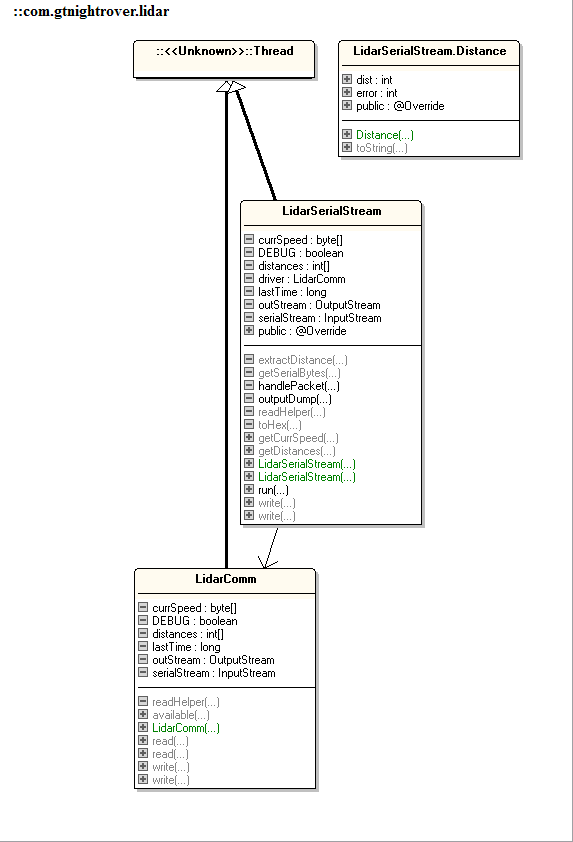 ::com.gtnightrover.lidar
::<<Unknown>>::Thread
LidarSerialStream.Distance
dist : int
error : int
public : @Override
Distance(...)
toString(...)
LidarSerialStream
currSpeed : byte[]
DEBUG : boolean
distances : int[]
driver : LidarComm
lastTime : long
outStream : OutputStream
serialStream : InputStream
public : @Override
extractDistance(...)
getSerialBytes(...)
handlePacket(...)
outputDump(...)
readHelper(...)
toHex(...)
getCurrSpeed(...)
getDistances(...)
LidarSerialStream(...)
LidarSerialStream(...)
run(...)
write(...)
write(...)
LidarComm
currSpeed : byte[]
DEBUG : boolean
distances : int[]
lastTime : long
outStream : OutputStream
serialStream : InputStream
readHelper(...)
available(...)
LidarComm(...)
read(...)
read(...)
write(...)
write(...)